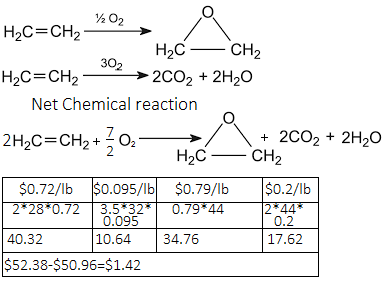 ½ O₂
O
H₂C=CH₂
H₂C CH₂
3O₂
H₂C=CH₂ 2CO₂ + 2H₂O
Net Chemical reaction
O
2H₂C=CH₂ + 7/2 O₂ + 2CO₂ + 2H₂O
H₂C CH₂
$0.72/lb $0.095/lb $0.79/lb $0.2/lb
2*28*0.72 3.5*32* 0.79*44 2*44*
0.095 0.2
40.32 10.64 34.76 17.62
$52.38-$50.96=$1.42